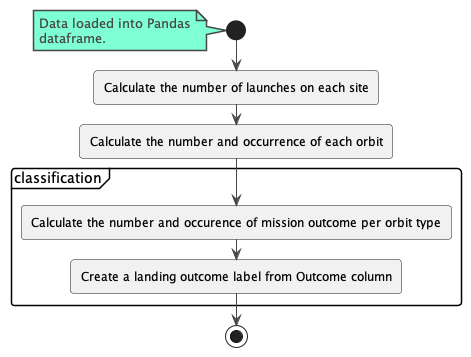 Data loaded into Pandas
dataframe.
Calculate the number of launches on each site
Calculate the number and occurrence of each orbit
classification
Calculate the number and occurence of mission outcome per orbit type
Create a landing outcome label from Outcome column